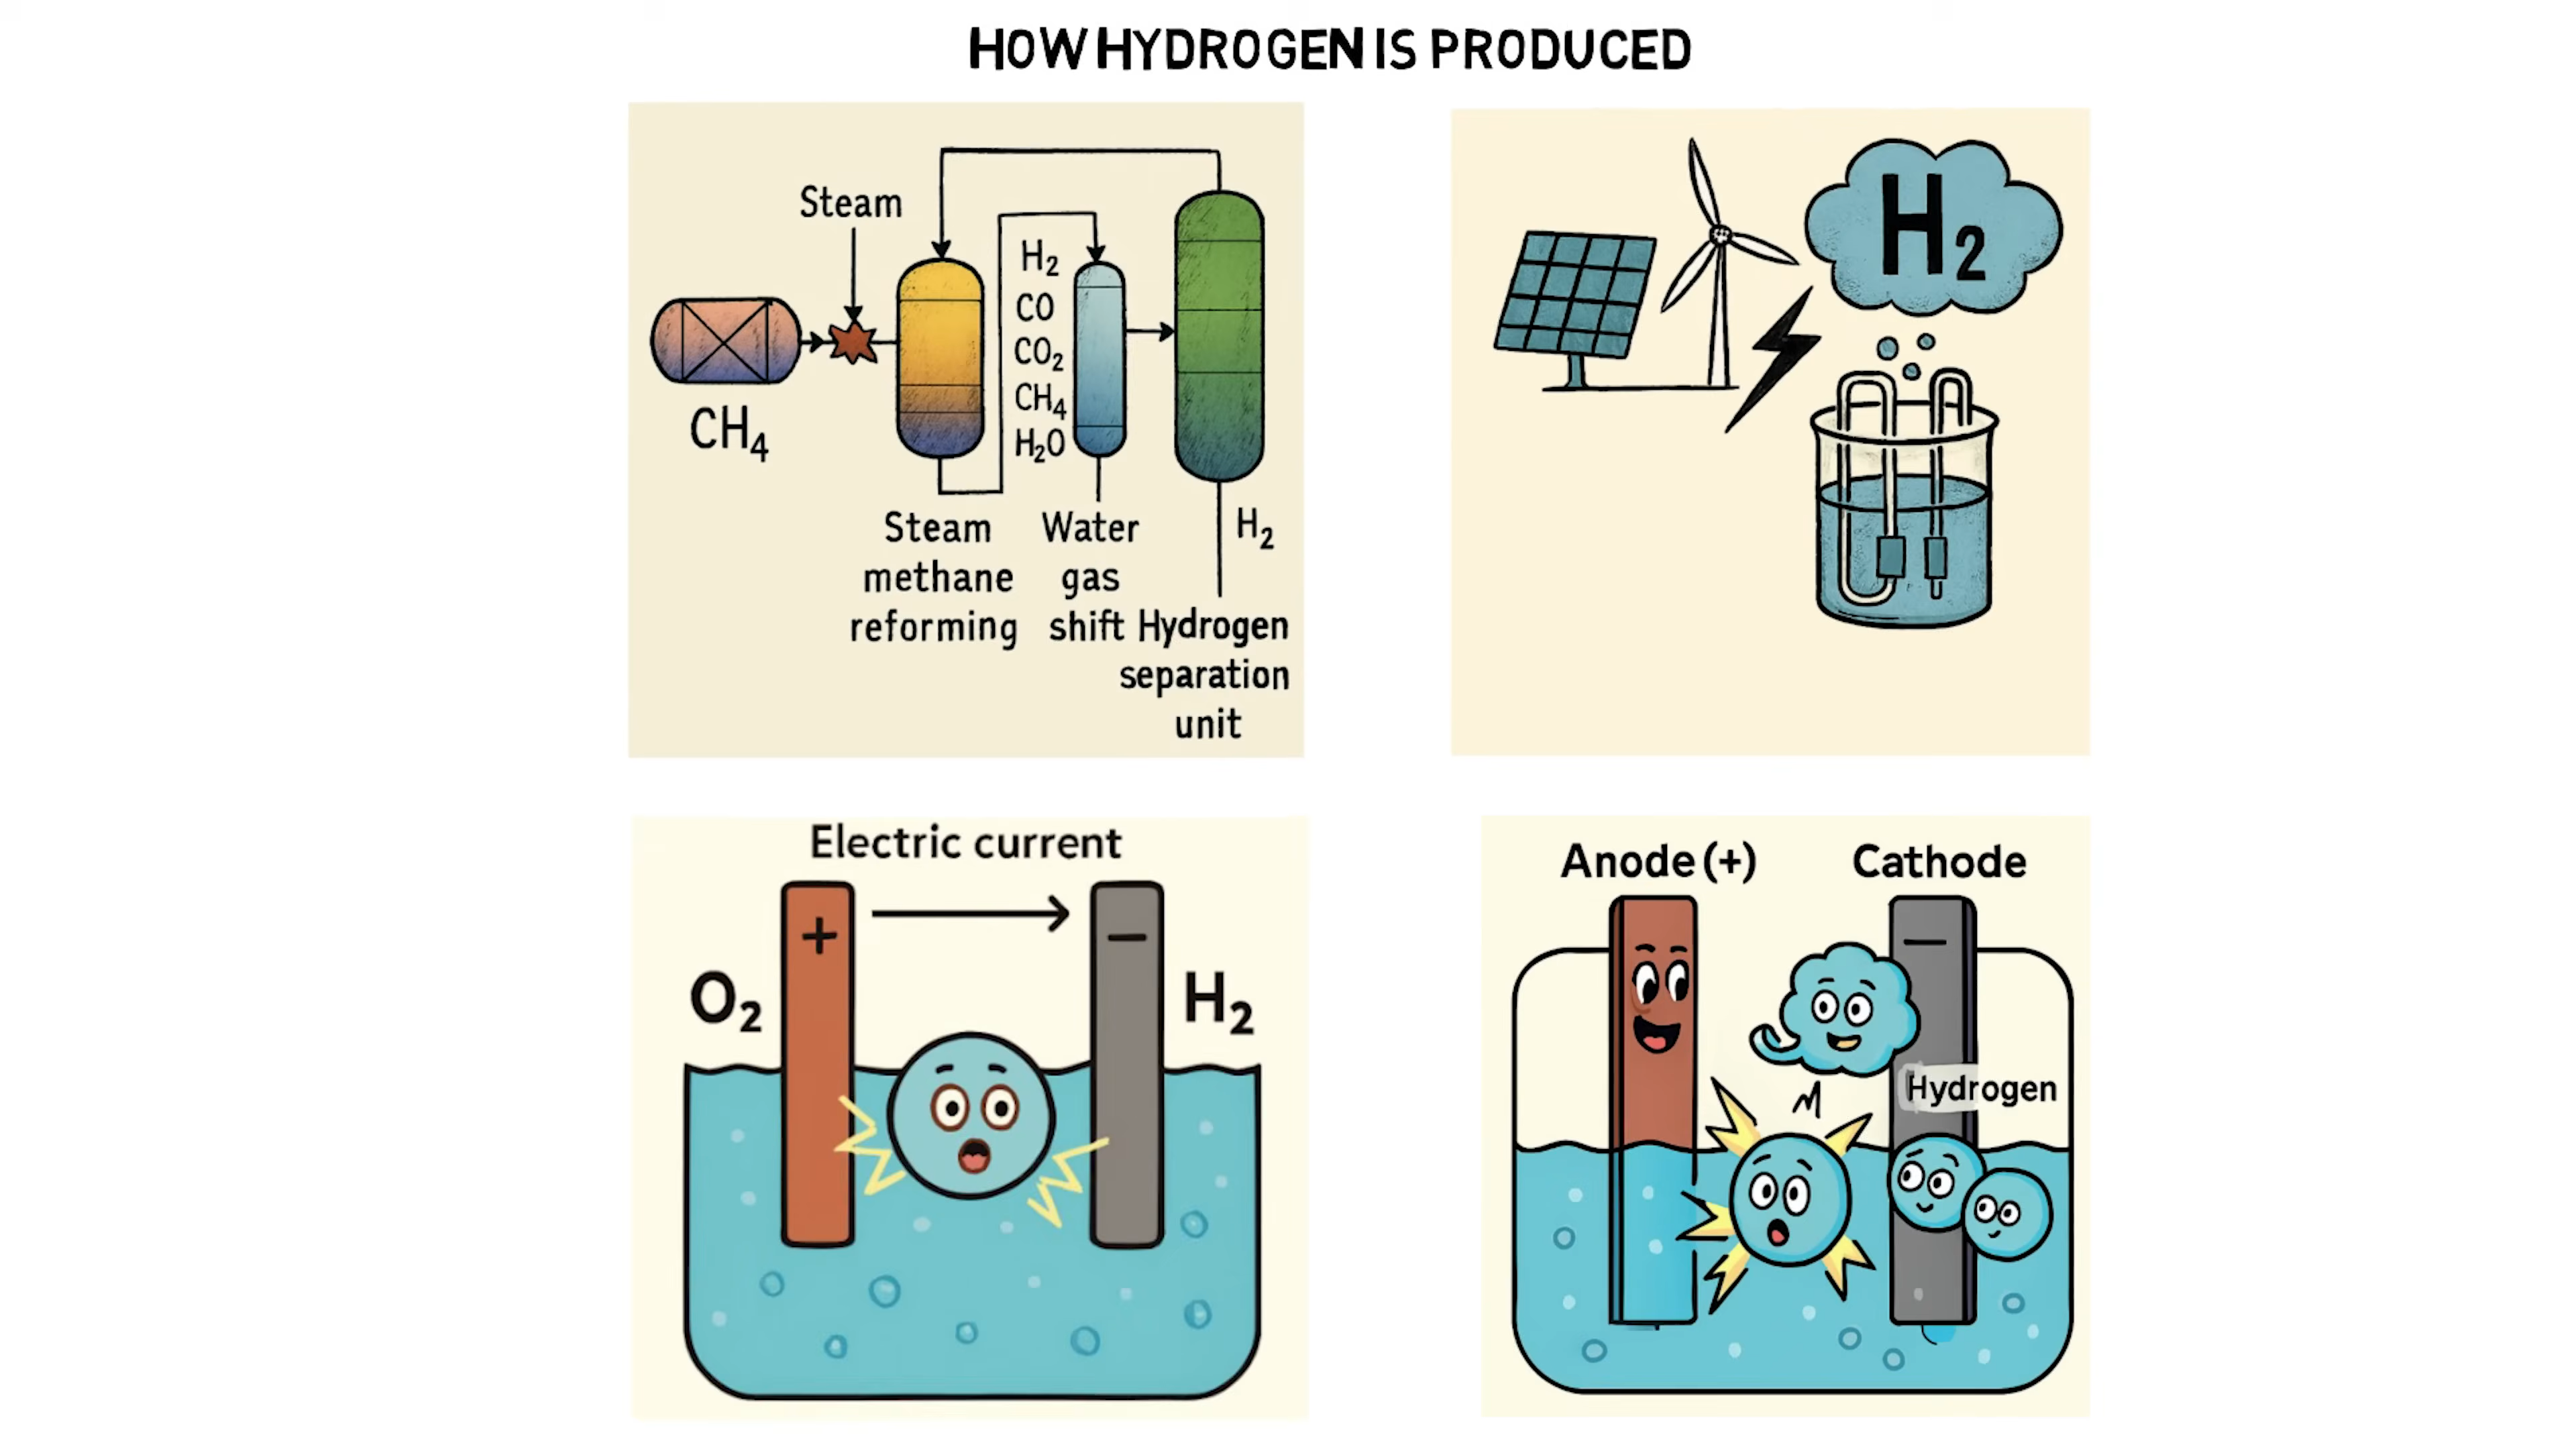 HOW HYDROGEN IS PRODUCED
Steam
CH₄
H₂
CO
CO₂
CH₄
H₂O
Steam
methane
reforming
Water
gas
shift
H₂
Hydrogen
separation
unit
H₂
Electric current
+
−
O₂
H₂
Anode (+)
Cathode
−
Hydrogen